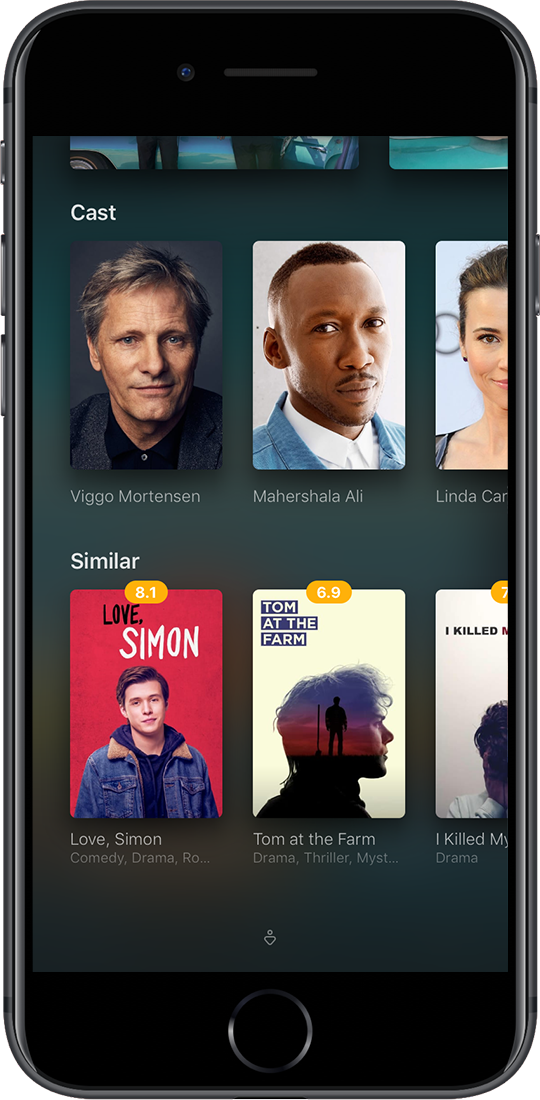 Cast
Viggo Mortensen
Mahershala Ali
Linda Car
Similar
8.1
6.9
7
LOVE,
SIMON
TOM
AT THE
FARM
I KILLED M
Love, Simon
Comedy, Drama, Ro...
Tom at the Farm
Drama, Thriller, Myst...
I Killed My
Drama